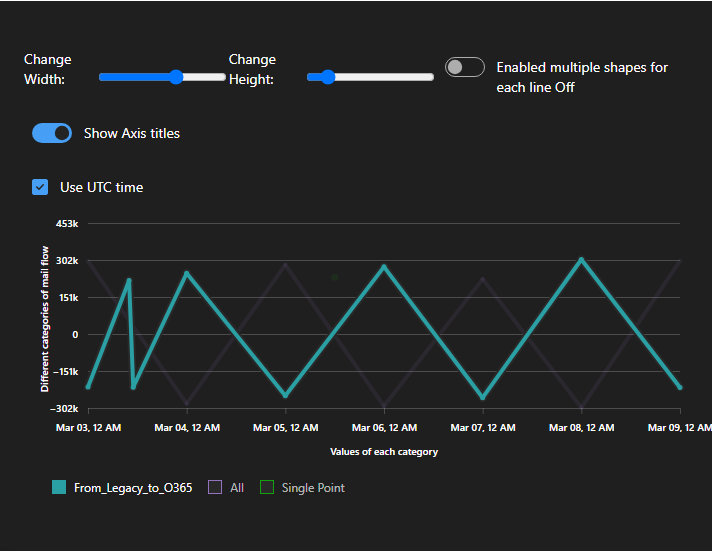 Change
Width:
Change
Height:
Enabled multiple shapes for
each line Off
Show Axis titles
Use UTC time
453k
302k
151k
0
−151k
−302k
Different categories of mail flow
Mar 03, 12 AM
Mar 04, 12 AM
Mar 05, 12 AM
Mar 06, 12 AM
Mar 07, 12 AM
Mar 08, 12 AM
Mar 09, 12 AM
Values of each category
From_Legacy_to_O365
All
Single Point